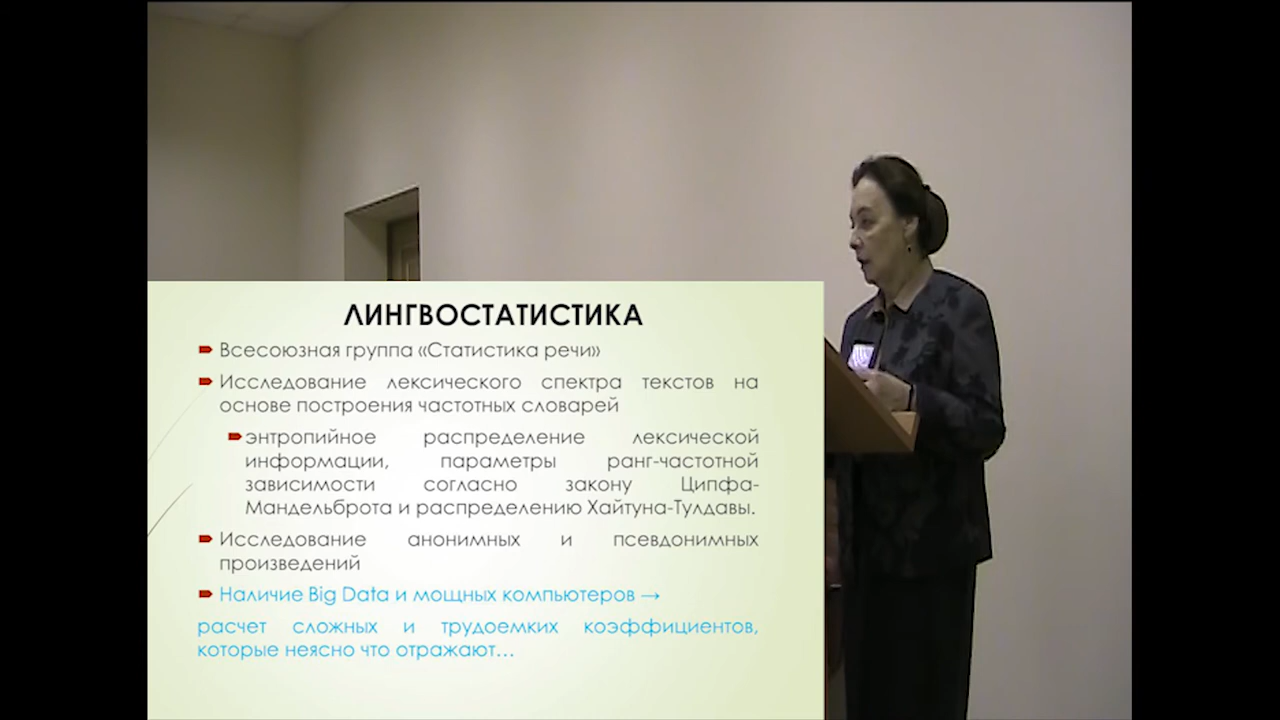 ЛИНГВОСТАТИСТИКА
Всесоюзная группа «Статистика речи»
Исследование лексического спектра текстов на
основе построения частотных словарей
энтропийное распределение лексической
информации, параметры ранг-частотной
зависимости согласно закону Ципфа-
Мандельброта и распределению Хайтуна-Тулдавы.
Исследование анонимных и псевдонимных
произведений
Наличие Big Data и мощных компьютеров →
расчет сложных и трудоемких коэффициентов,
которые неясно что отражают…